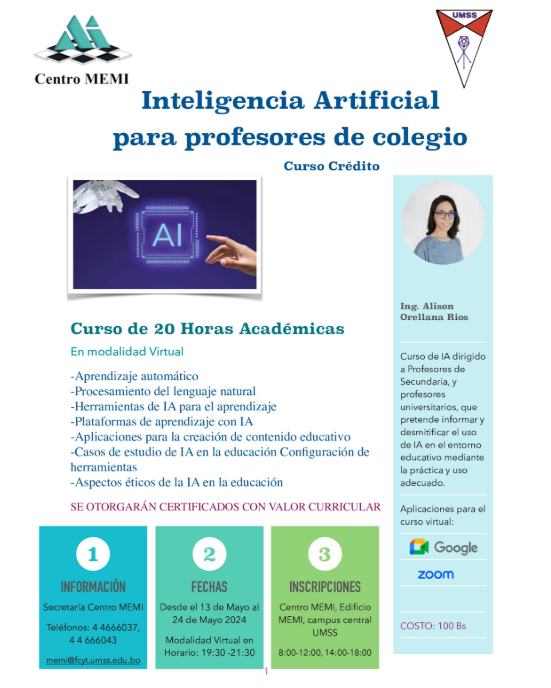 Centro MEMI
UMSS
Inteligencia Artificial
para profesores de colegio
Curso Crédito
AI
Curso de 20 Horas Académicas
En modalidad Virtual
-Aprendizaje automático
-Procesamiento del lenguaje natural
-Herramientas de IA para el aprendizaje
-Plataformas de aprendizaje con IA
-Aplicaciones para la creación de contenido educativo
-Casos de estudio de IA en la educación Configuración de
herramientas
-Aspectos éticos de la IA en la educación
SE OTORGARÁN CERTIFICADOS CON VALOR CURRICULAR
Ing. Alison
Orellana Rios
Curso de IA dirigido
a Profesores de
Secundaria, y
profesores
universitarios, que
pretende informar y
desmitificar el uso
de IA en el entorno
educativo mediante
la práctica y uso
adecuado.
Aplicaciones para el
curso virtual:
Google
zoom
COSTO: 100 Bs
1
INFORMACIÓN
Secretaría Centro MEMI
Teléfonos: 4 4666037,
4 4 666043
memi@fcyt.umss.edu.bo
2
FECHAS
Desde el 13 de Mayo al
24 de Mayo 2024
Modalidad Virtual en
Horario: 19:30 -21:30
3
INSCRIPCIONES
Centro MEMI, Edificio
MEMI, campus central
UMSS
8:00-12:00, 14:00-18:00
1